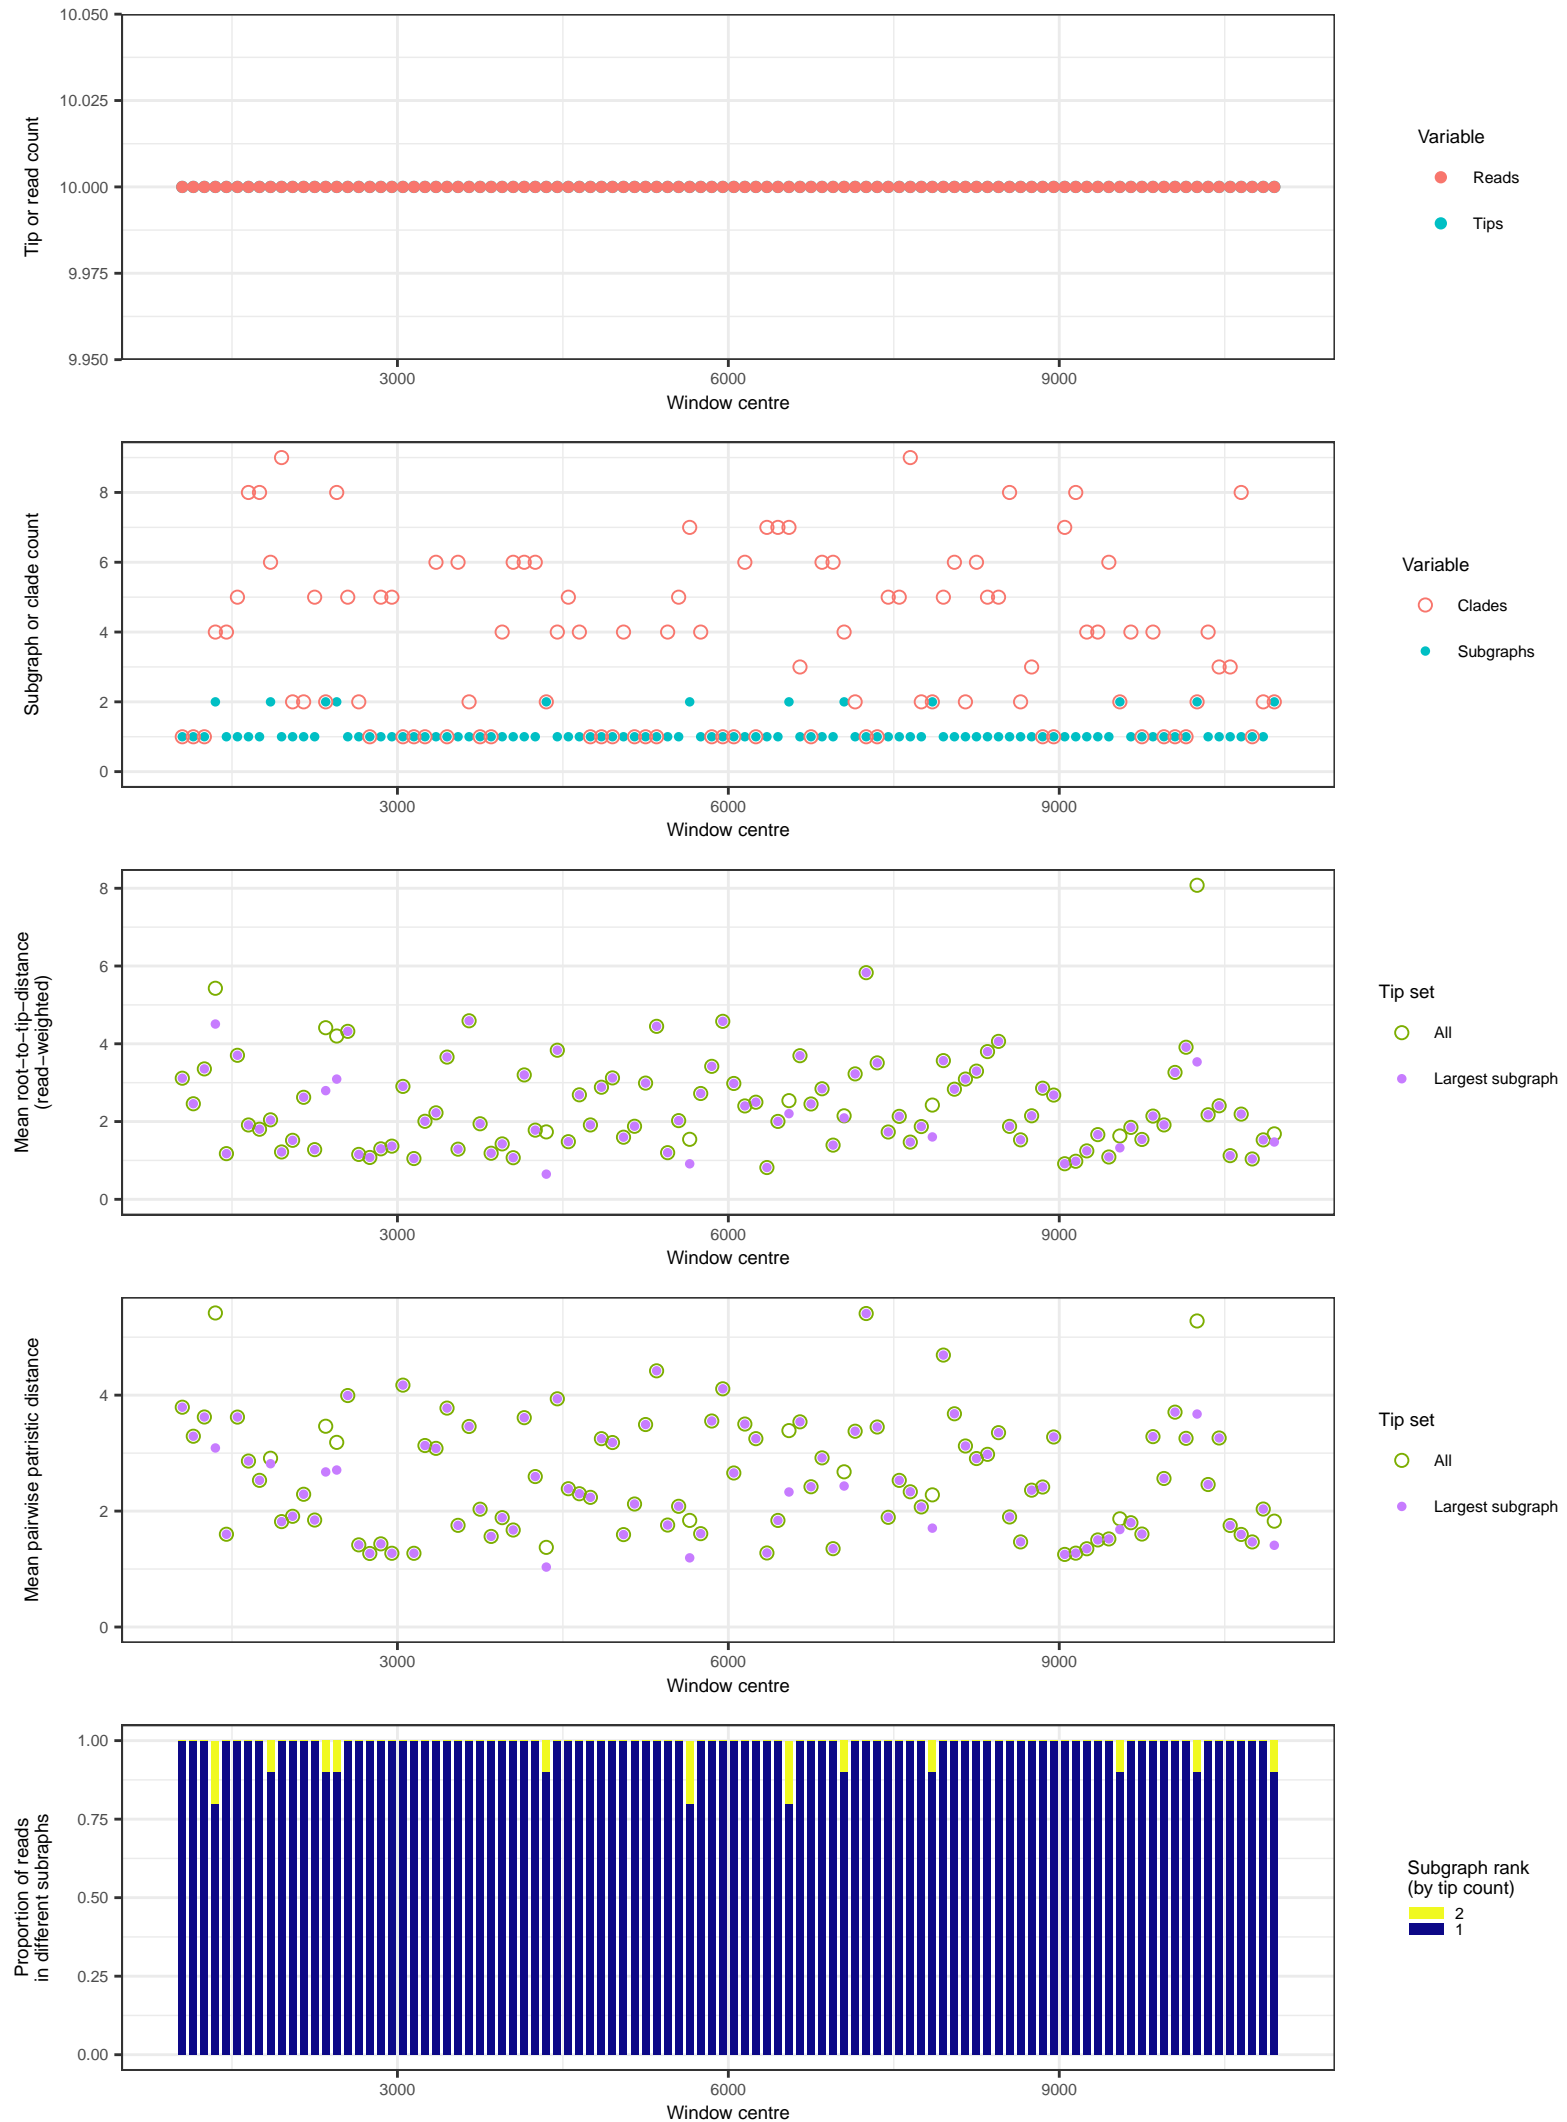 10.050
10.025
10.000
9.975
9.950
Tip or read count
3000 6000 9000
Window centre
Variable
Reads
Tips
8
6
4
2
0
Subgraph or clade count
3000 6000 9000
Window centre
Variable
Clades
Subgraphs
8
6
4
2
0
Mean root−to−tip−distance
(read−weighted)
3000 6000 9000
Window centre
Tip set
All
Largest subgraph
4
2
0
Mean pairwise patristic distance
3000 6000 9000
Window centre
Tip set
All
Largest subgraph
1.00
0.75
0.50
0.25
0.00
Proportion of reads
in different subraphs
3000 6000 9000
Window centre
Subgraph rank
(by tip count)
2
1